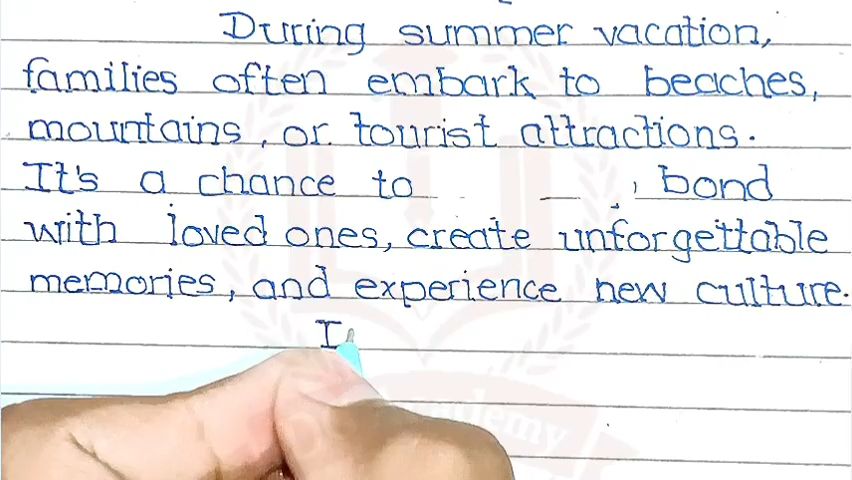 During summer vacation,
families often embark to beaches,
mountains, or tourist attractions.
It's a chance to , bond
with loved ones, create unforgettable
memories, and experience new culture.
I
Academy